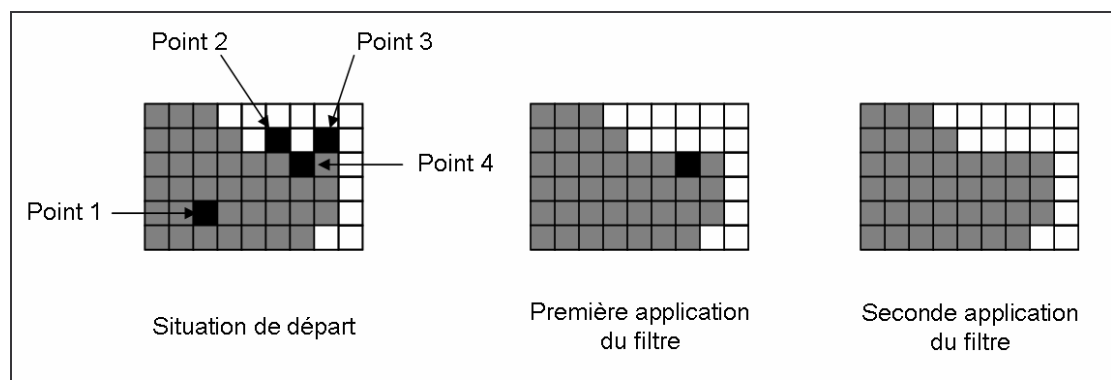 Point 2
Point 3
Point 4
Point 1
Situation de départ
Première application
du filtre
Seconde application
du filtre